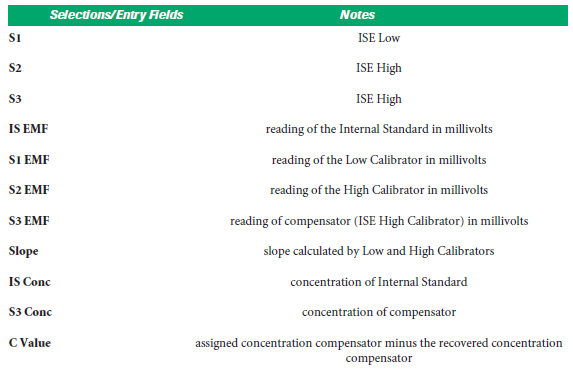 Selections/Entry Fields Notes
S1 ISE Low
S2 ISE High
S3 ISE High
IS EMF reading of the Internal Standard in millivolts
S1 EMF reading of the Low Calibrator in millivolts
S2 EMF reading of the High Calibrator in millivolts
S3 EMF reading of compensator (ISE High Calibrator) in millivolts
Slope slope calculated by Low and High Calibrators
IS Conc concentration of Internal Standard
S3 Conc concentration of compensator
C Value assigned concentration compensator minus the recovered concentration
compensator